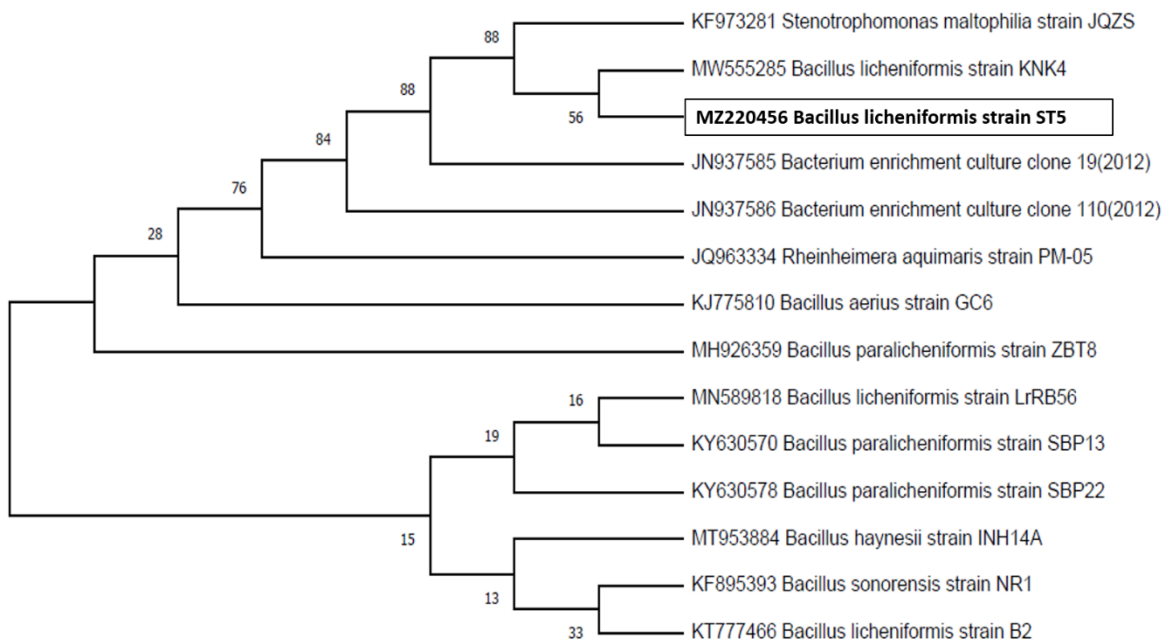 KF973281 Stenotrophomonas maltophilia strain JQZS
88
MW555285 Bacillus licheniformis strain KNK4
88
56
MZ220456 Bacillus licheniformis strain ST5
84
JN937585 Bacterium enrichment culture clone 19(2012)
76
JN937586 Bacterium enrichment culture clone 110(2012)
28
JQ963334 Rheinheimera aquimaris strain PM-05
KJ775810 Bacillus aerius strain GC6
MH926359 Bacillus paralicheniformis strain ZBT8
16
MN589818 Bacillus licheniformis strain LrRB56
19
KY630570 Bacillus paralicheniformis strain SBP13
KY630578 Bacillus paralicheniformis strain SBP22
15
MT953884 Bacillus haynesii strain INH14A
13
KF895393 Bacillus sonorensis strain NR1
33
KT777466 Bacillus licheniformis strain B2